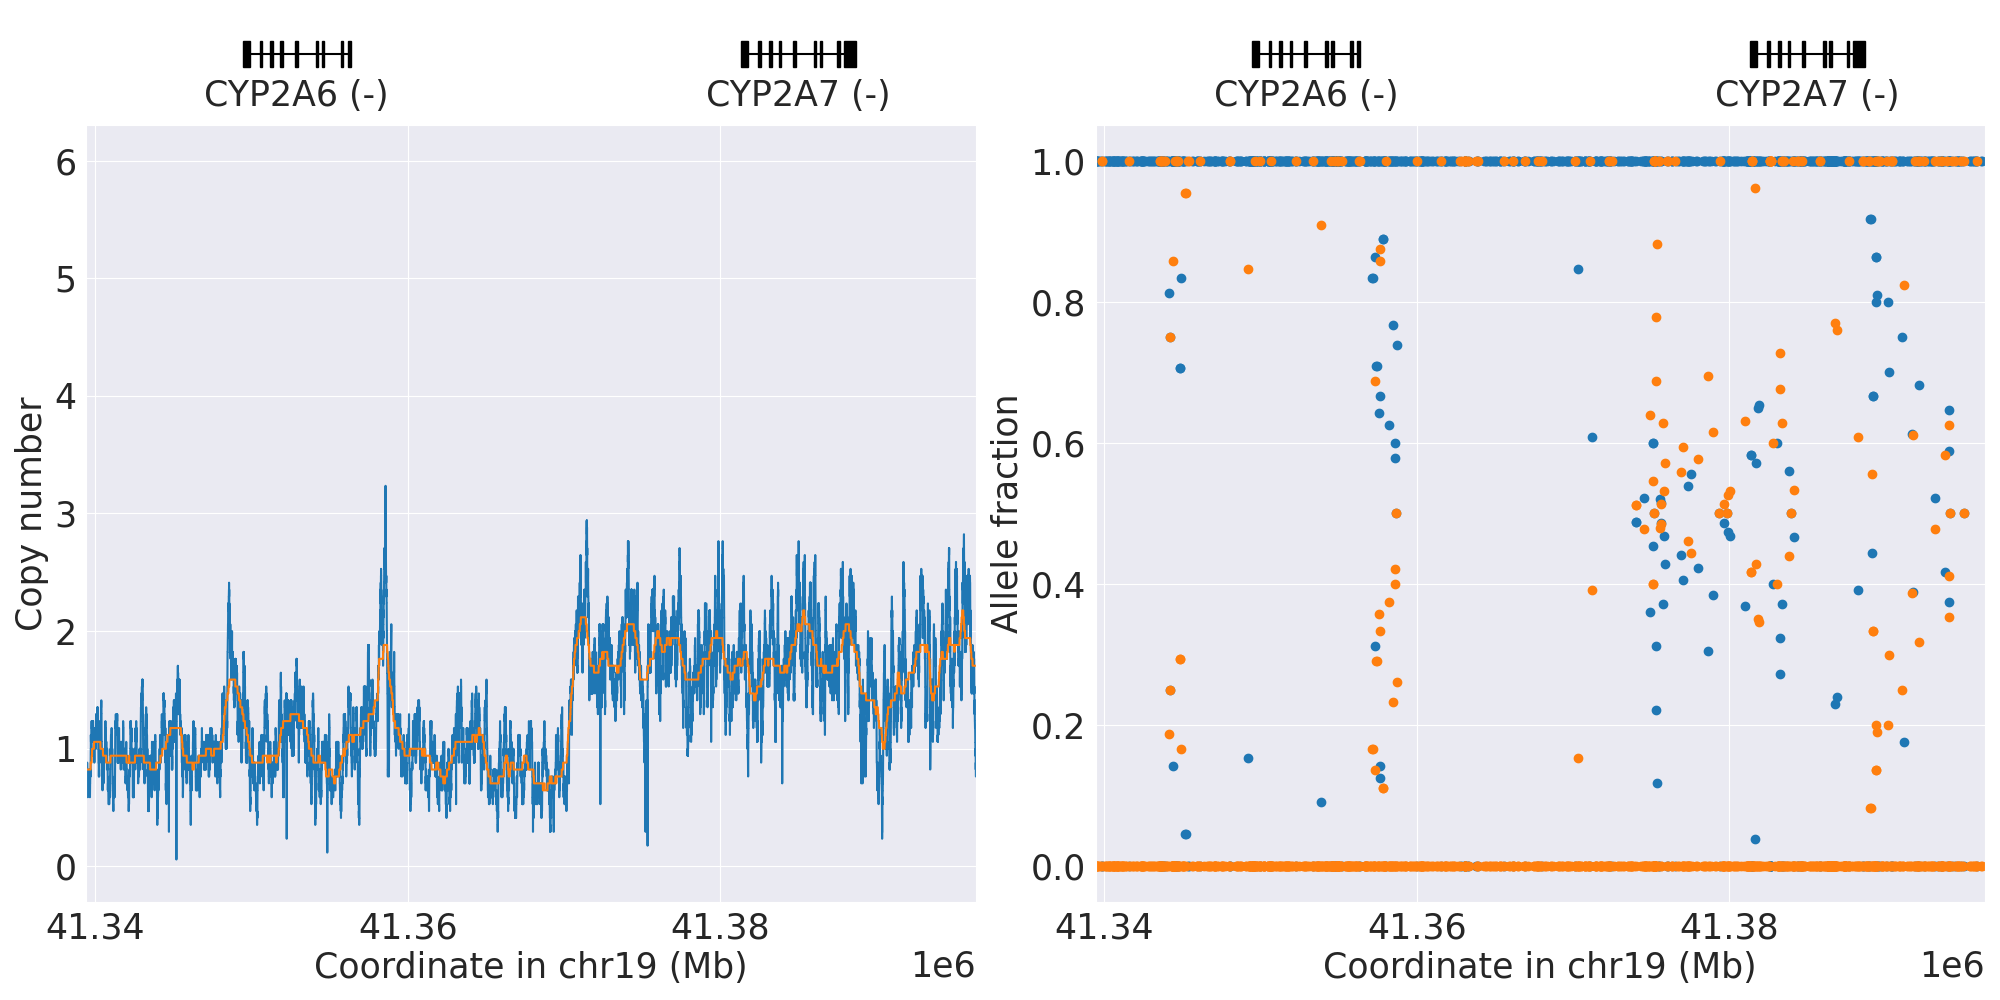 CYP2A6 (-)
CYP2A7 (-)
6
5
4
3
2
1
0
Copy number
41.34
41.36
41.38
Coordinate in chr19 (Mb)
1e6
CYP2A6 (-)
CYP2A7 (-)
1.0
0.8
0.6
0.4
0.2
0.0
Allele fraction
41.34
41.36
41.38
Coordinate in chr19 (Mb)
1e6